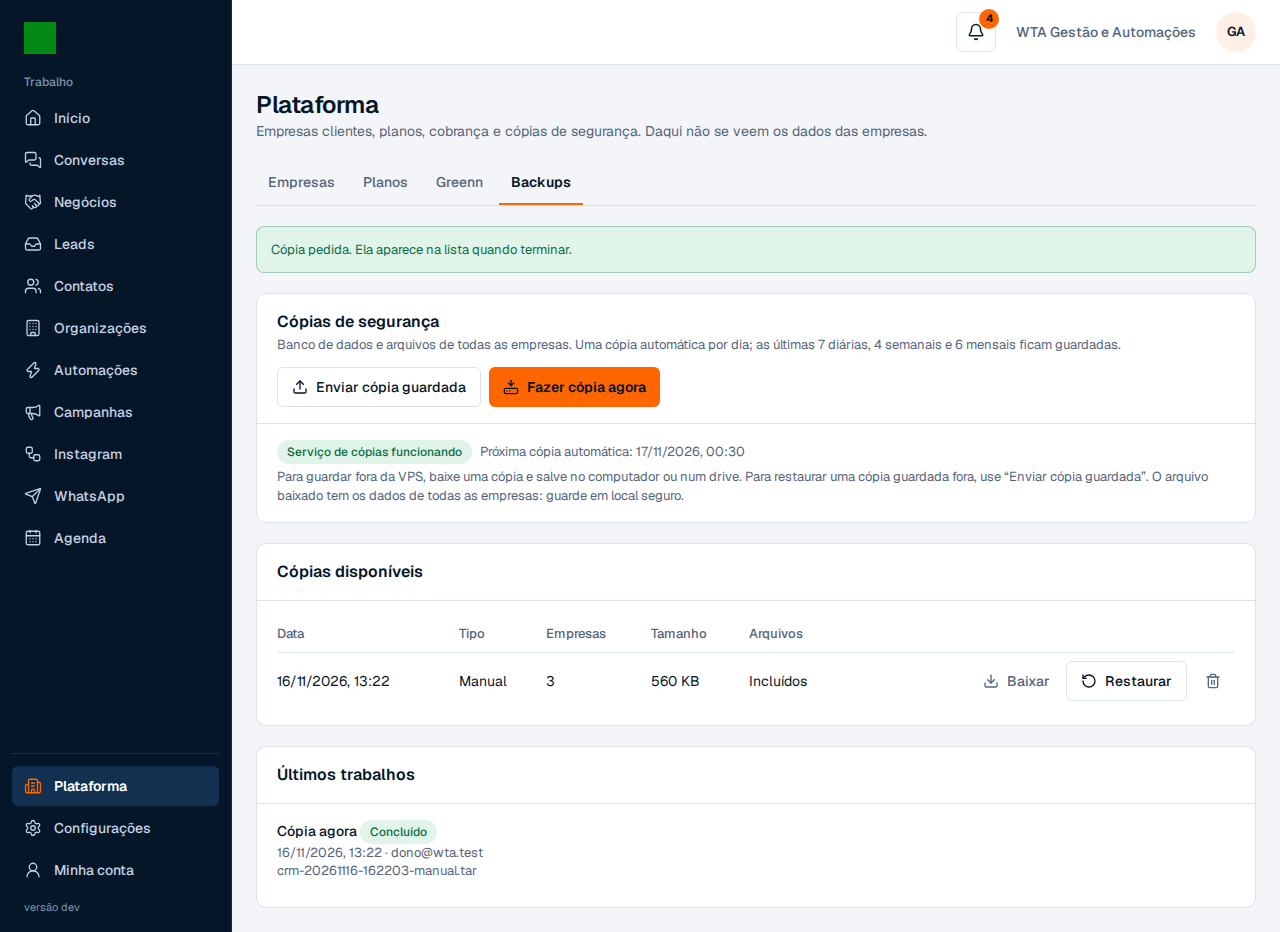 4
WTA Gestão e Automações
GA
Trabalho
Início
Conversas
Negócios
Leads
Contatos
Organizações
Automações
Campanhas
Instagram
WhatsApp
Agenda
Plataforma
Configurações
Minha conta
versão dev
Plataforma
Empresas clientes, planos, cobrança e cópias de segurança. Daqui não se veem os dados das empresas.
Empresas Planos Greenn Backups
Cópia pedida. Ela aparece na lista quando terminar.
Cópias de segurança
Banco de dados e arquivos de todas as empresas. Uma cópia automática por dia; as últimas 7 diárias, 4 semanais e 6 mensais ficam guardadas.
Enviar cópia guardada Fazer cópia agora
Serviço de cópias funcionando Próxima cópia automática: 17/11/2026, 00:30
Para guardar fora da VPS, baixe uma cópia e salve no computador ou num drive. Para restaurar uma cópia guardada fora, use “Enviar cópia guardada”. O arquivo
baixado tem os dados de todas as empresas: guarde em local seguro.
Cópias disponíveis
Data Tipo Empresas Tamanho Arquivos
16/11/2026, 13:22 Manual 3 560 KB Incluídos Baixar Restaurar
Últimos trabalhos
Cópia agora Concluído
16/11/2026, 13:22 · dono@wta.test
crm-20261116-162203-manual.tar